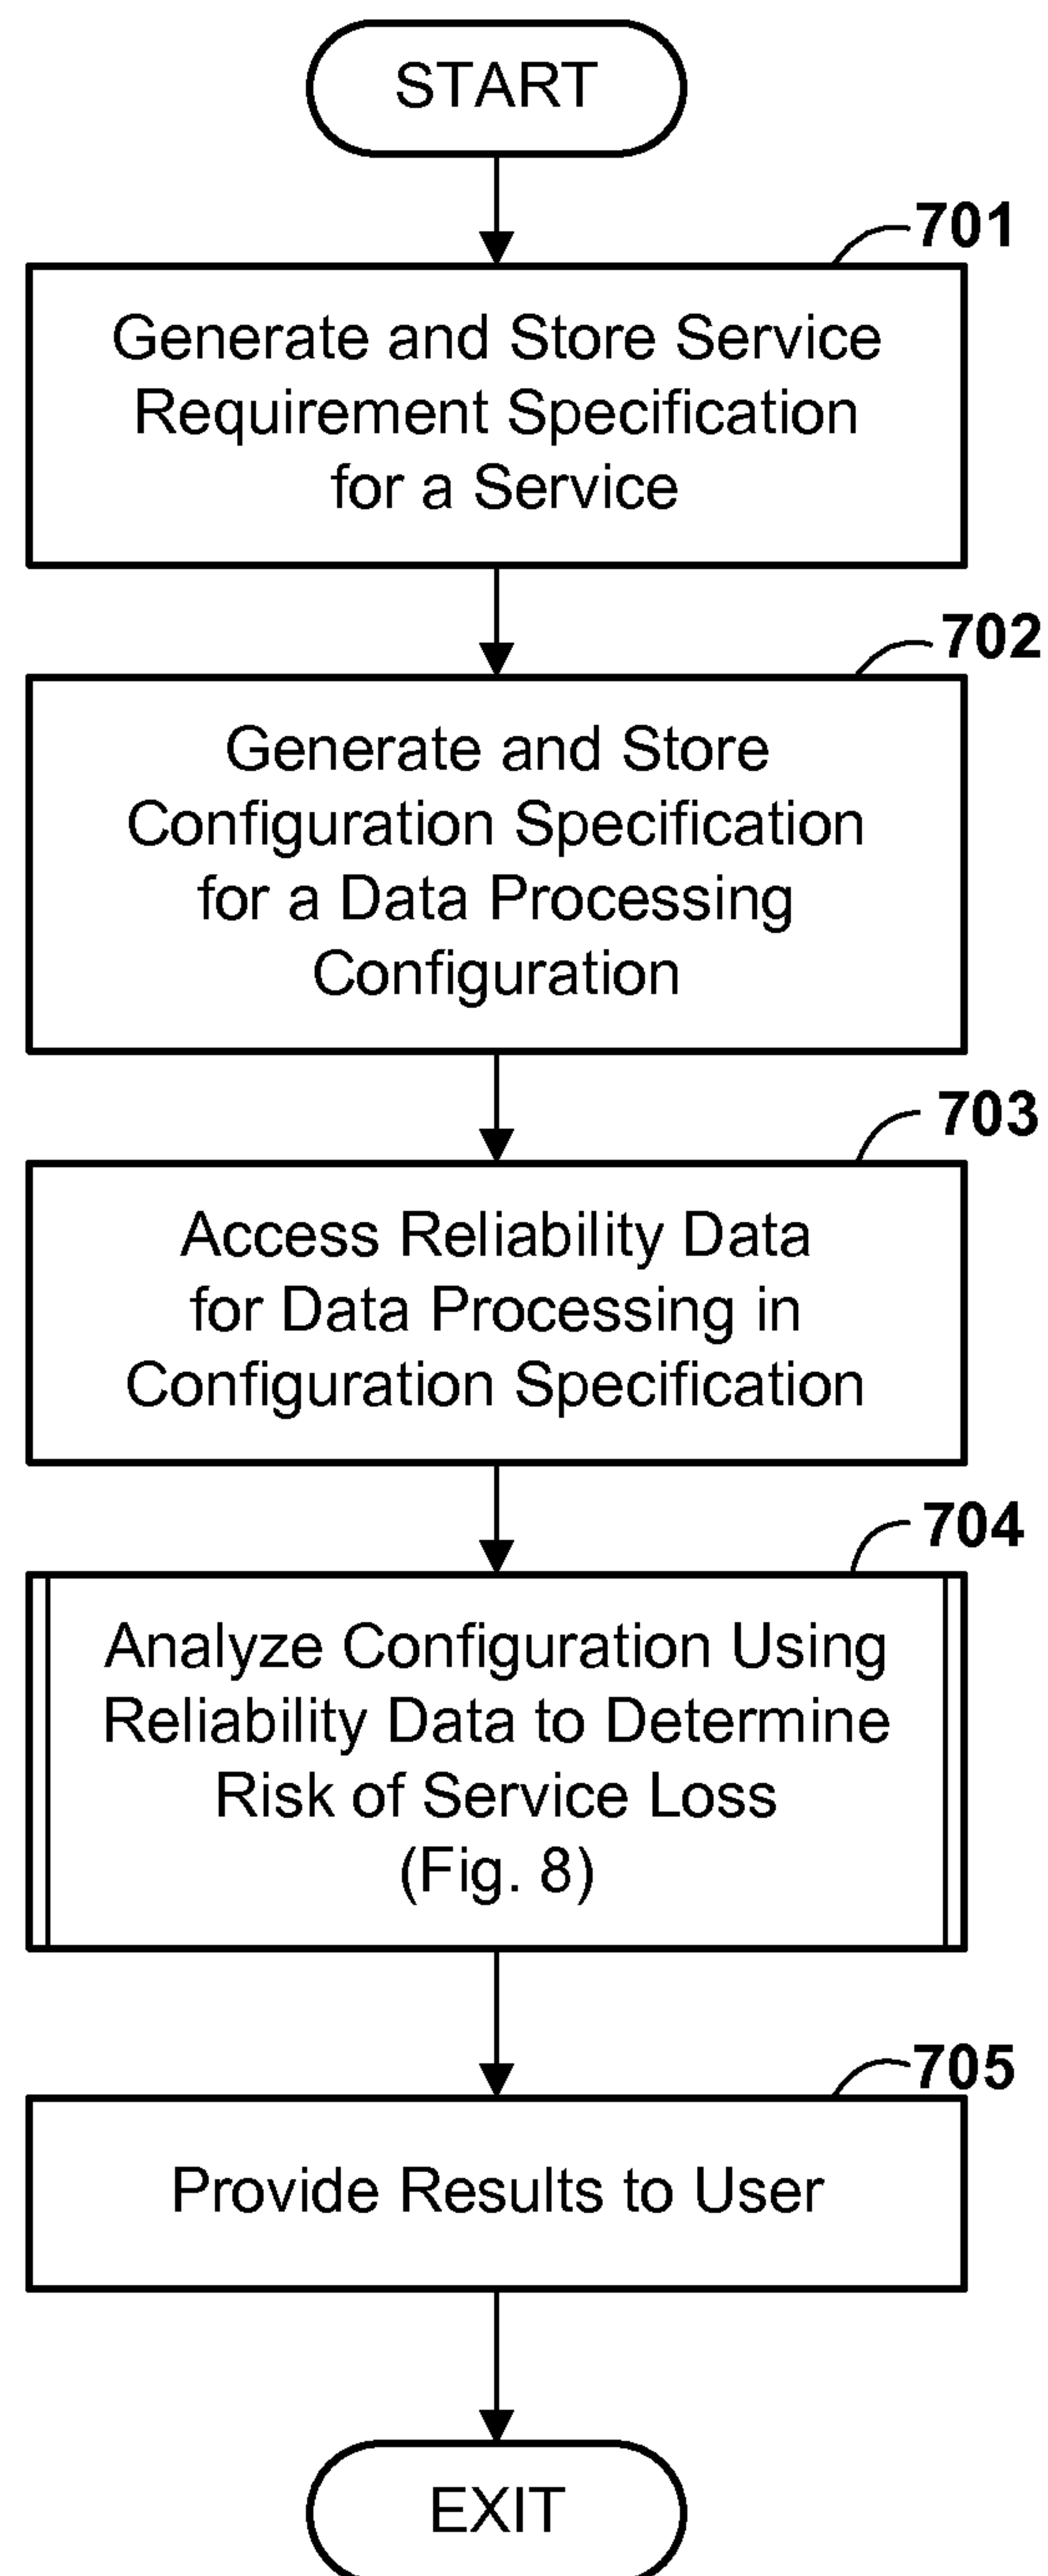 START
701
Generate and Store Service
Requirement Specification
for a Service
702
Generate and Store
Configuration Specification
for a Data Processing
Configuration
703
Access Reliability Data
for Data Processing in
Configuration Specification
704
Analyze Configuration Using
Reliability Data to Determine
Risk of Service Loss
(Fig. 8)
705
Provide Results to User
EXIT